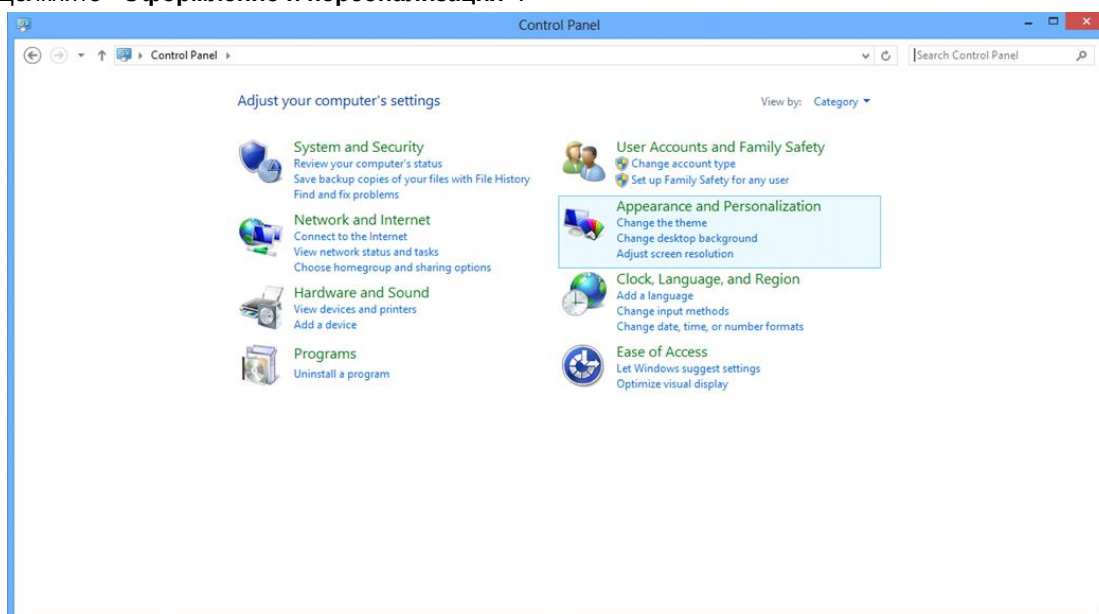 Щелкните "Оформление и персонализация".
Control Panel
Control Panel
Search Control Panel
Adjust your computer's settings
View by: Category
System and Security
Review your computer's status
Save backup copies of your files with File History
Find and fix problems
Network and Internet
Connect to the Internet
View network status and tasks
Choose homegroup and sharing options
Hardware and Sound
View devices and printers
Add a device
Programs
Uninstall a program
User Accounts and Family Safety
Change account type
Set up Family Safety for any user
Appearance and Personalization
Change the theme
Change desktop background
Adjust screen resolution
Clock, Language, and Region
Add a language
Change input methods
Change date, time, or number formats
Ease of Access
Let Windows suggest settings
Optimize visual display